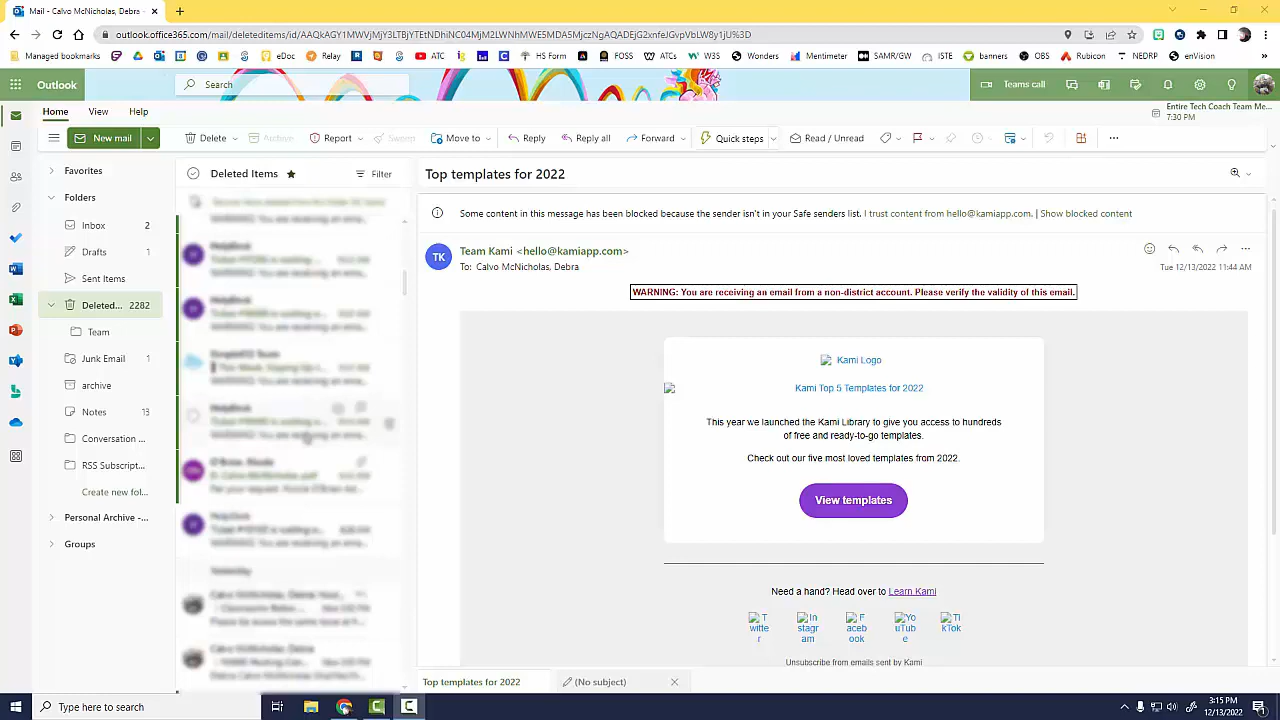 Mail - Calvo McNicholas, Debra -
outlook.office365.com/mail/deleteditems/id/AAQkAGY1MWVjMjY3LTBjYTEtNDhiNC04MjM2LWNhMWE5MDA5MjczNgAQADEjG2xnfeJGvpVbLW8y1jU%3D
Managed bookmarks
eDoc
Relay
ATC
HS Form
FOSS
ATCs
W3S
Wonders
Mentimeter
SAMR/GW
ISTE
banners
OBS
Rubicon
NEDRP
enVision
»
Outlook
Search
Teams call
Home
View
Help
Entire Tech Coach Team Me...
7:30 PM
New mail
Delete
Archive
Report
Sweep
Move to
Reply
Reply all
Forward
Quick steps
Read / Unread
Favorites
Folders
Inbox 2
Drafts 1
Sent Items
Deleted... 2282
Team
Junk Email 1
Archive
Notes 13
Conversation ...
RSS Subscript...
Create new fol...
Personal Archive -...
Groups
Deleted Items
Filter
HelpDesk
HelpDesk
HelpDesk
HelpDesk
Yesterday
Top templates for 2022
Some content in this message has been blocked because the sender isn't in your Safe senders list. I trust content from hello@kamiapp.com. | Show blocked content
TK
Team Kami <hello@kamiapp.com>
To: Calvo McNicholas, Debra
Tue 12/13/2022 11:44 AM
WARNING: You are receiving an email from a non-district account. Please verify the validity of this email.
Kami Logo
Kami Top 5 Templates for 2022
This year we launched the Kami Library to give you access to hundreds
of free and ready-to-go templates.
Check out our five most loved templates from 2022.
View templates
Need a hand? Head over to Learn Kami
Twitter
Instagram
Facebook
YouTube
TikTok
Unsubscribe from emails sent by Kami
Top templates for 2022
(No subject)
Type here to search
3:15 PM
12/13/2022